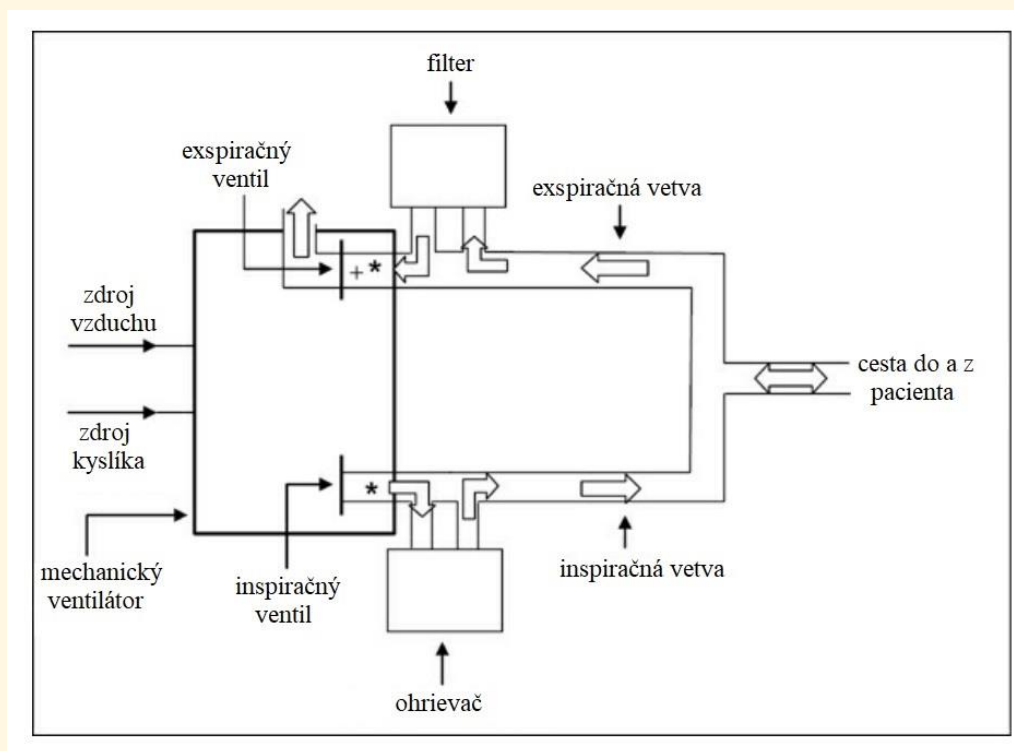 filter
exspiračný
ventil
exspiračná vetva
+ *
zdroj
vzduchu
cesta do a z
pacienta
zdroj
kyslíka
*
mechanický
ventilátor
inspiračný
ventil
inspiračná vetva
ohrievač